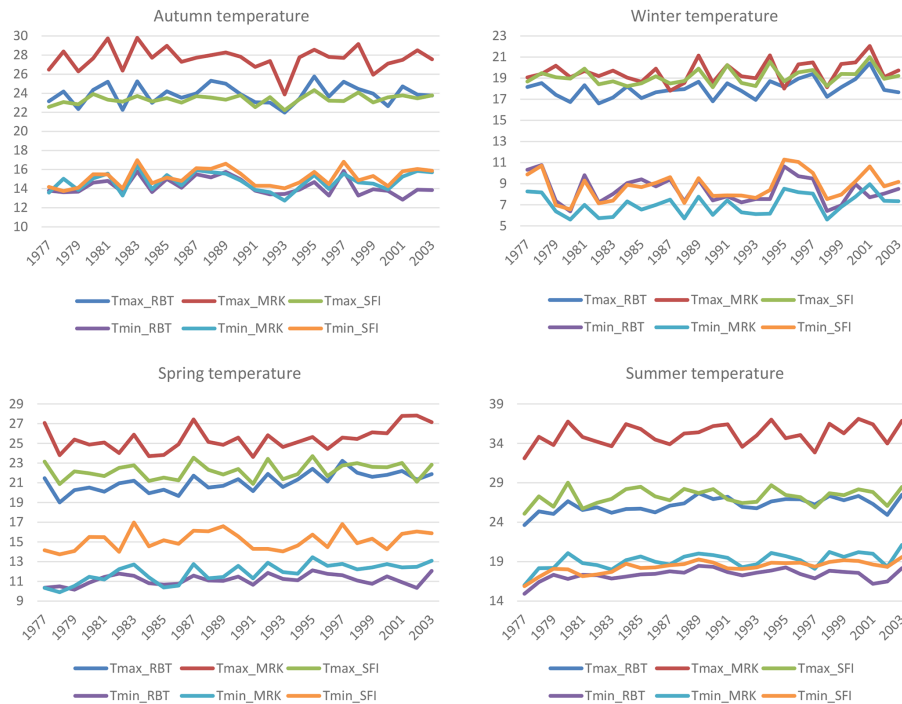 Autumn temperature
30
28
26
24
22
20
18
16
14
12
10
1977 1979 1981 1983 1985 1987 1989 1991 1993 1995 1997 1999 2001 2003
Tmax_RBT Tmax_MRK Tmax_SFI
Tmin_RBT Tmin_MRK Tmin_SFI
Winter temperature
23
21
19
17
15
13
11
9
7
5
1977 1979 1981 1983 1985 1987 1989 1991 1993 1995 1997 1999 2001 2003
Tmax_RBT Tmax_MRK Tmax_SFI
Tmin_RBT Tmin_MRK Tmin_SFI
Spring temperature
29
27
25
23
21
19
17
15
13
11
9
1977 1979 1981 1983 1985 1987 1989 1991 1993 1995 1997 1999 2001 2003
Tmax_RBT Tmax_MRK Tmax_SFI
Tmin_RBT Tmin_MRK Tmin_SFI
Summer temperature
39
34
29
24
19
14
1977 1979 1981 1983 1985 1987 1989 1991 1993 1995 1997 1999 2001 2003
Tmax_RBT Tmax_MRK Tmax_SFI
Tmin_RBT Tmin_MRK Tmin_SFI